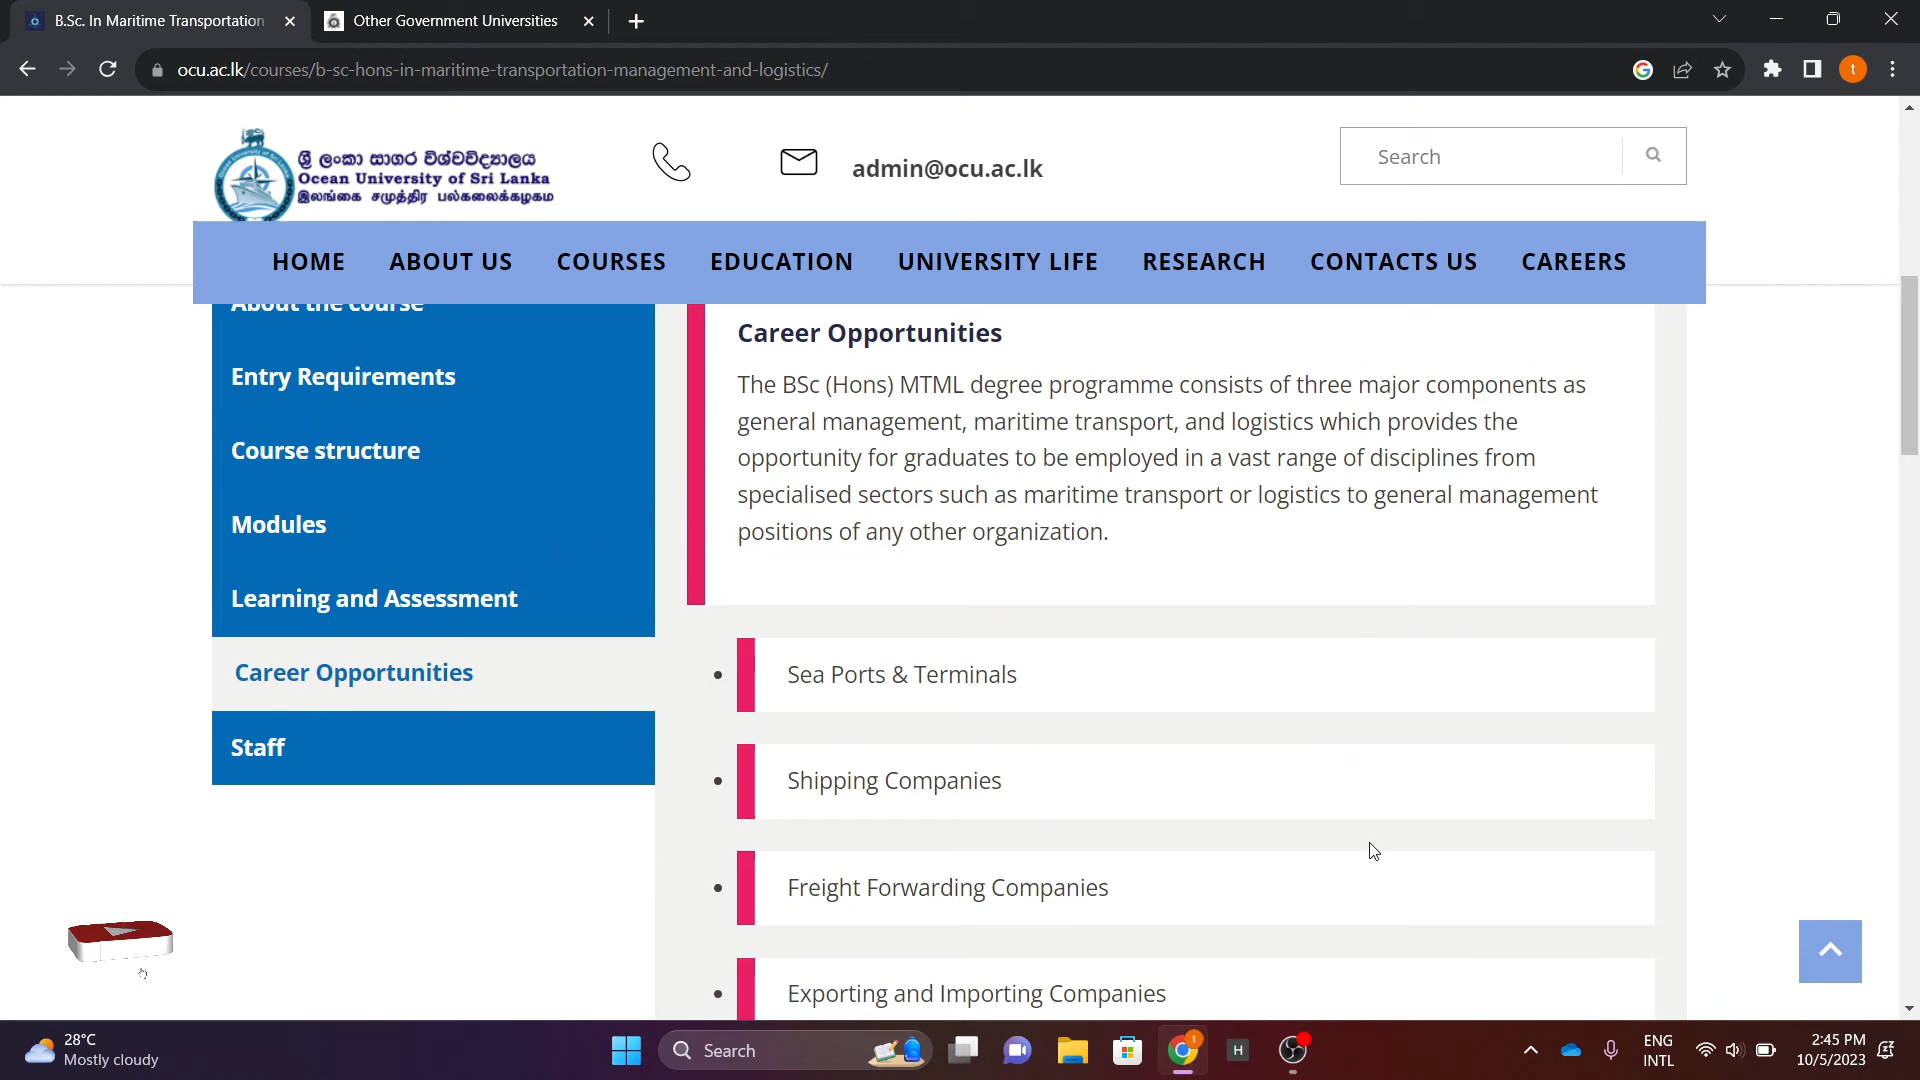 B.Sc. In Maritime Transportation
Other Government Universities
ocu.ac.lk/courses/b-sc-hons-in-maritime-transportation-management-and-logistics/
t
ශ්‍රී ලංකා සාගර විශ්වවිද්‍යාලය
Ocean University of Sri Lanka
இலங்கை சமுத்திர பல்கலைக்கழகம்
admin@ocu.ac.lk
Search
HOME ABOUT US COURSES EDUCATION UNIVERSITY LIFE RESEARCH CONTACTS US CAREERS
About the course
Entry Requirements
Course structure
Modules
Learning and Assessment
Career Opportunities
Staff
Career Opportunities
The BSc (Hons) MTML degree programme consists of three major components as
general management, maritime transport, and logistics which provides the
opportunity for graduates to be employed in a vast range of disciplines from
specialised sectors such as maritime transport or logistics to general management
positions of any other organization.
Sea Ports & Terminals
Shipping Companies
Freight Forwarding Companies
Exporting and Importing Companies
28°C
Mostly cloudy
Search
t
H
ENG
INTL
2:45 PM
10/5/2023